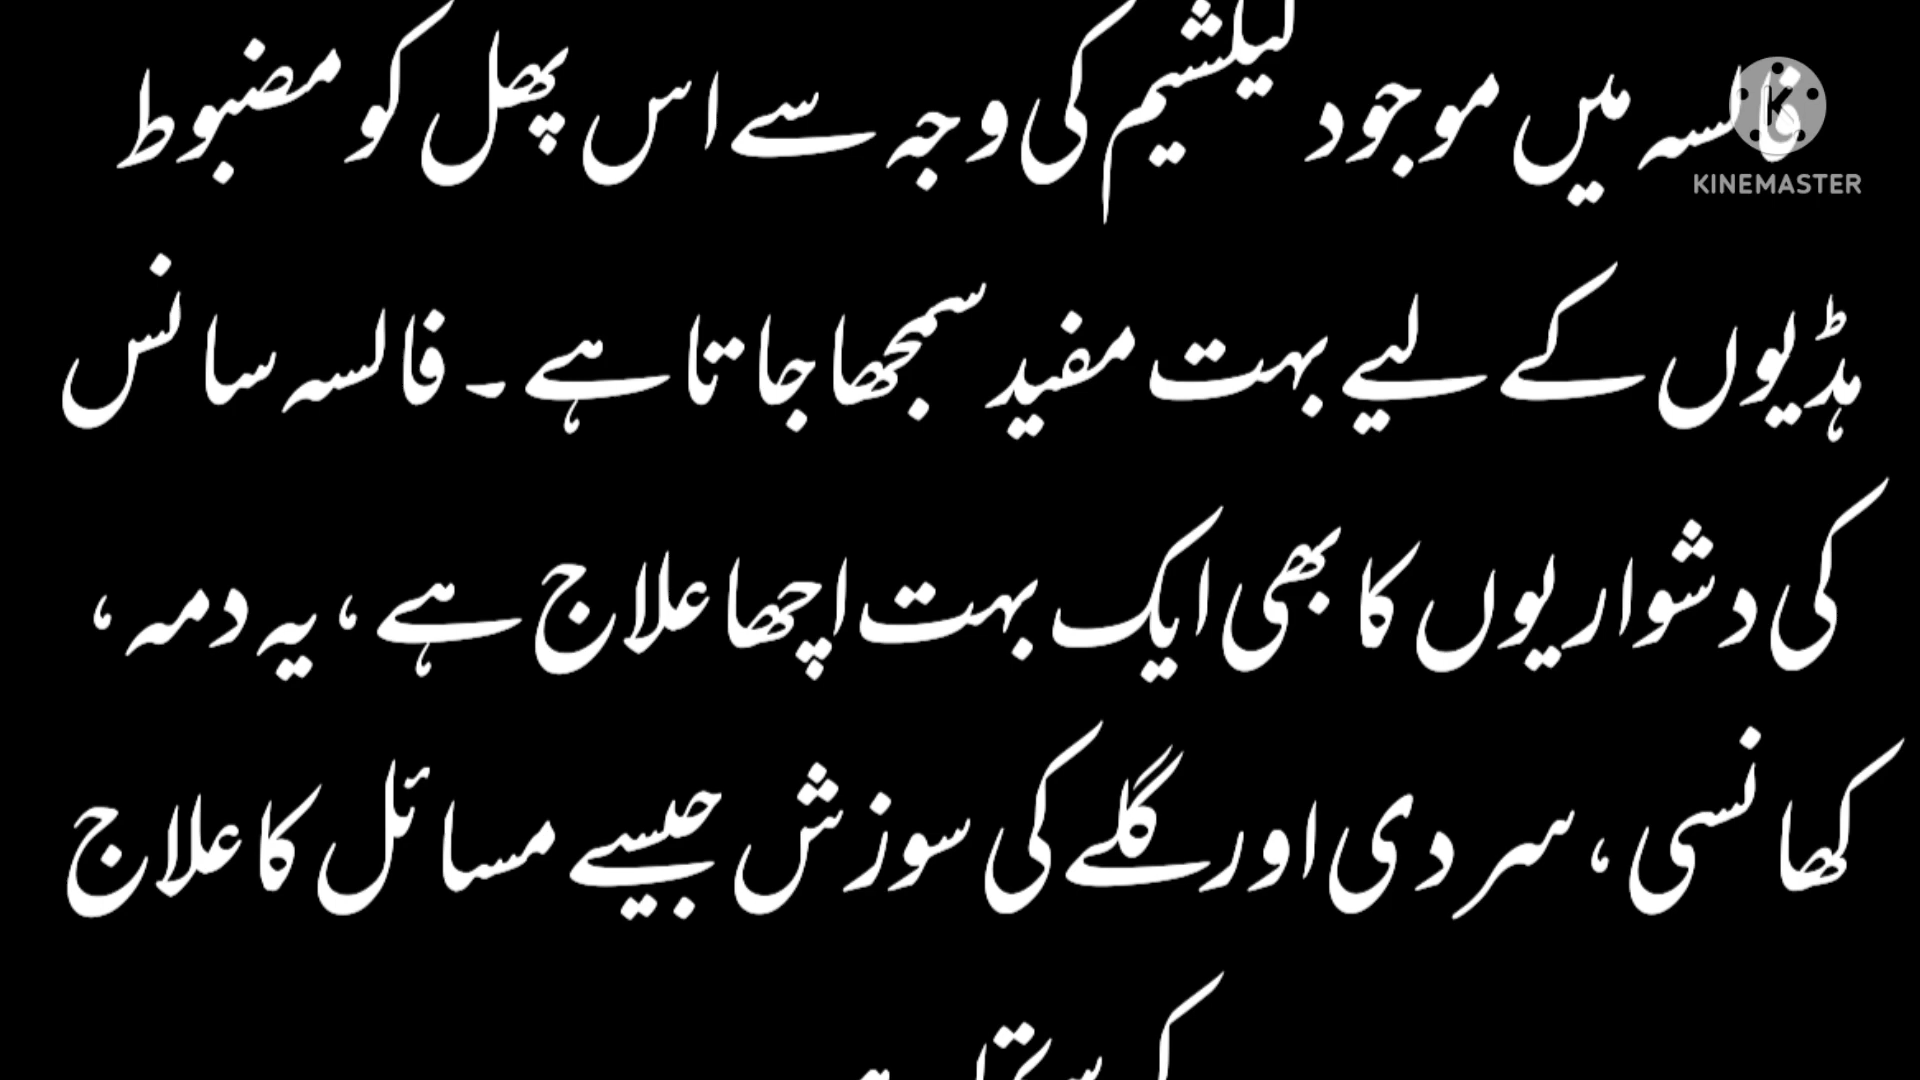 فالسہ میں موجود کیلشیم کی وجہ سے اس پھل کو مضبوط
KINEMASTER
ہڈیوں کے لیے بہت مفید سمجھا جاتا ہے ۔ فالسہ سانس
کی دشواریوں کا بھی ایک بہت اچھا علاج ہے ، یہ دمہ ،
کھانسی ، سردی اور گلے کی سوزش جیسے مسائل کا علاج